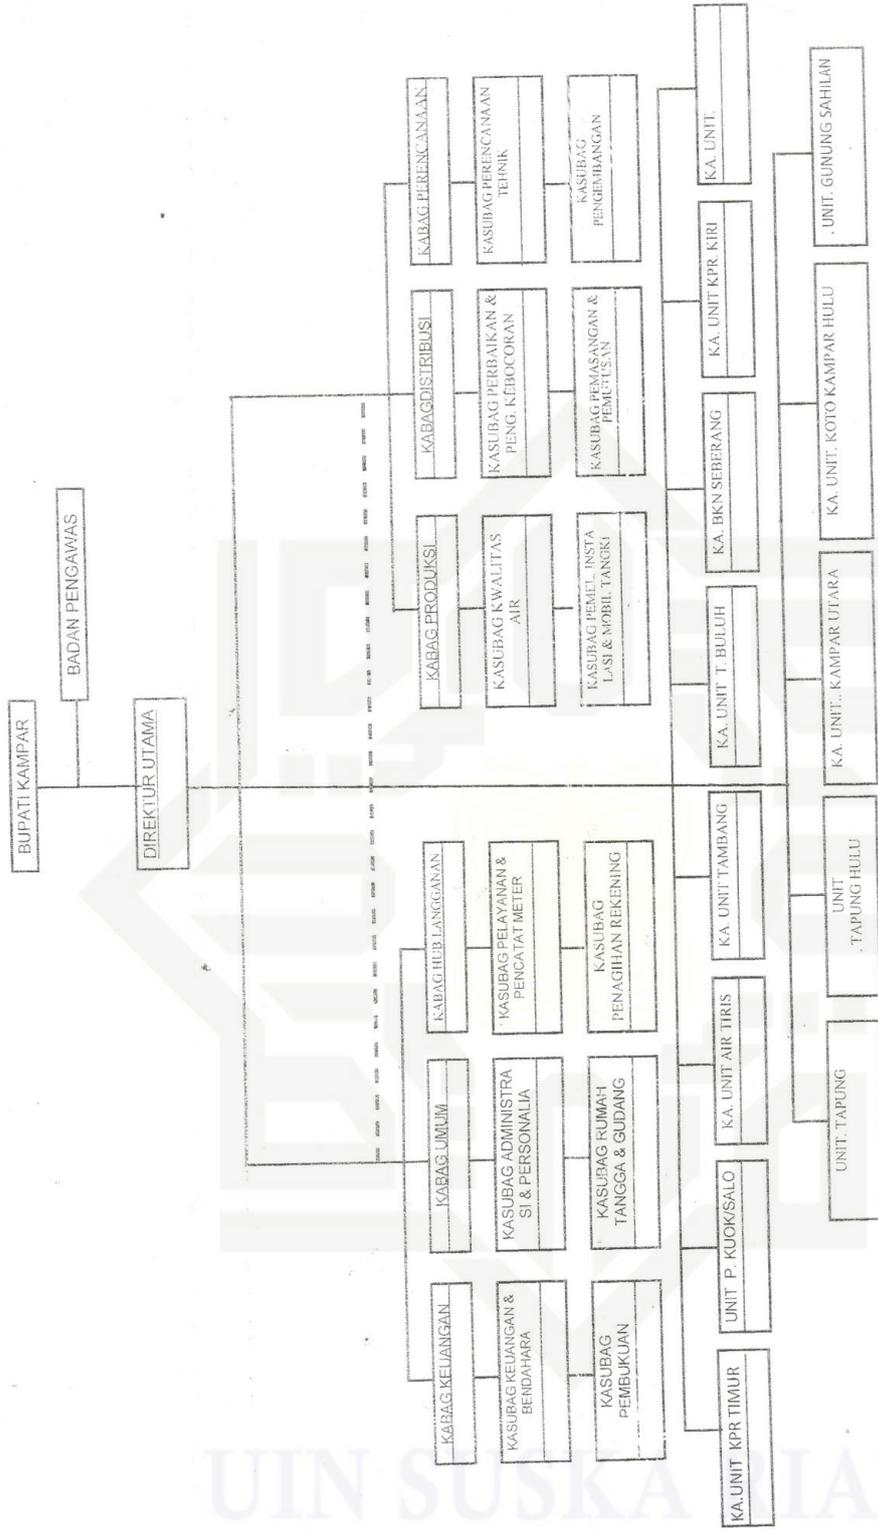 BUPATI KAMPAR
BADAN PENGAWAS
DIREKTUR UTAMA
KABAG KEUANGAN
KABAG UMUM
KABAG HUB LANGGANAN
KABAG PRODUKSI
KABAGDISTRIBUSI
KABAG PERENCANAAN
KASUBAG KEUANGAN &
BENDAHARA
KASUBAG ADMINISTRA
SI & PERSONALIA
KASUBAG PELAYANAN &
PENCATAT METER
KASUBAG KWALITAS
AIR
KASUBAG PERBAIKAN &
PENG. KEBOCORAN
KASUBAG PERENCANAAN
TEHNIK
KASUBAG
PEMBUKUAN
KASUBAG RUMAH
TANGGA & GUDANG
KASUBAG
PENAGIHAN REKENING
KASUBAG PEMEL. INSTA
LASI & MOBIL TANGKI
KASUBAG PEMASANGAN &
PEMUTUSAN
KASUBAG
PENGEMBANGAN
KA.UNIT KPR TIMUR
UNIT P. KUOK/SALO
KA. UNIT AIR TIRIS
KA. UNIT TAMBANG
KA. UNIT T. BULUH
KA. BKN SEBERANG
KA. UNIT KPR. KIRI
KA. UNIT.
UNIT. TAPUNG
UNIT
. TAPUNG HULU
KA. UNIT.. KAMPAR UTARA
KA. UNIT. KOTO KAMPAR HULU
. UNIT. GUNUNG SAHILAN
UIN SUSKA RIA